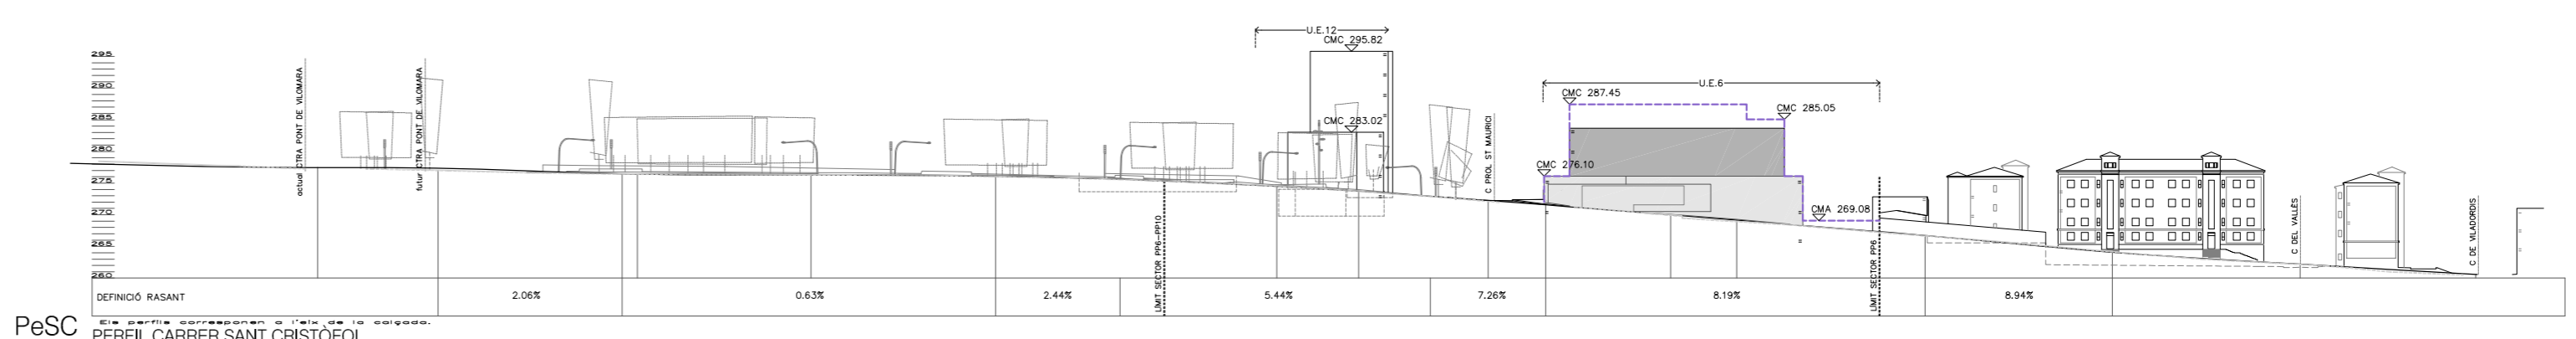 U.E.12
CMC 295.82
295
290
285
280
275
270
265
260
actual CTRA PONT DE VILOMARA
futur CTRA PONT DE VILOMARA
CMC 283.02
C PROL. ST MAURICI
U.E.6
CMC 287.45
CMC 285.05
CMC 276.10
CMA 269.08
LÍMIT SECTOR PP6-PP10
LÍMIT SECTOR PP6
C DEL VALLÈS
C DE VILADORDIS
DEFINICIÓ RASANT
2.06%
0.63%
2.44%
5.44%
7.26%
8.19%
8.94%
Els perfils corresponen a l'eix de la calçada.
PeSC
PERFIL CARRER SANT CRISTÒFOL